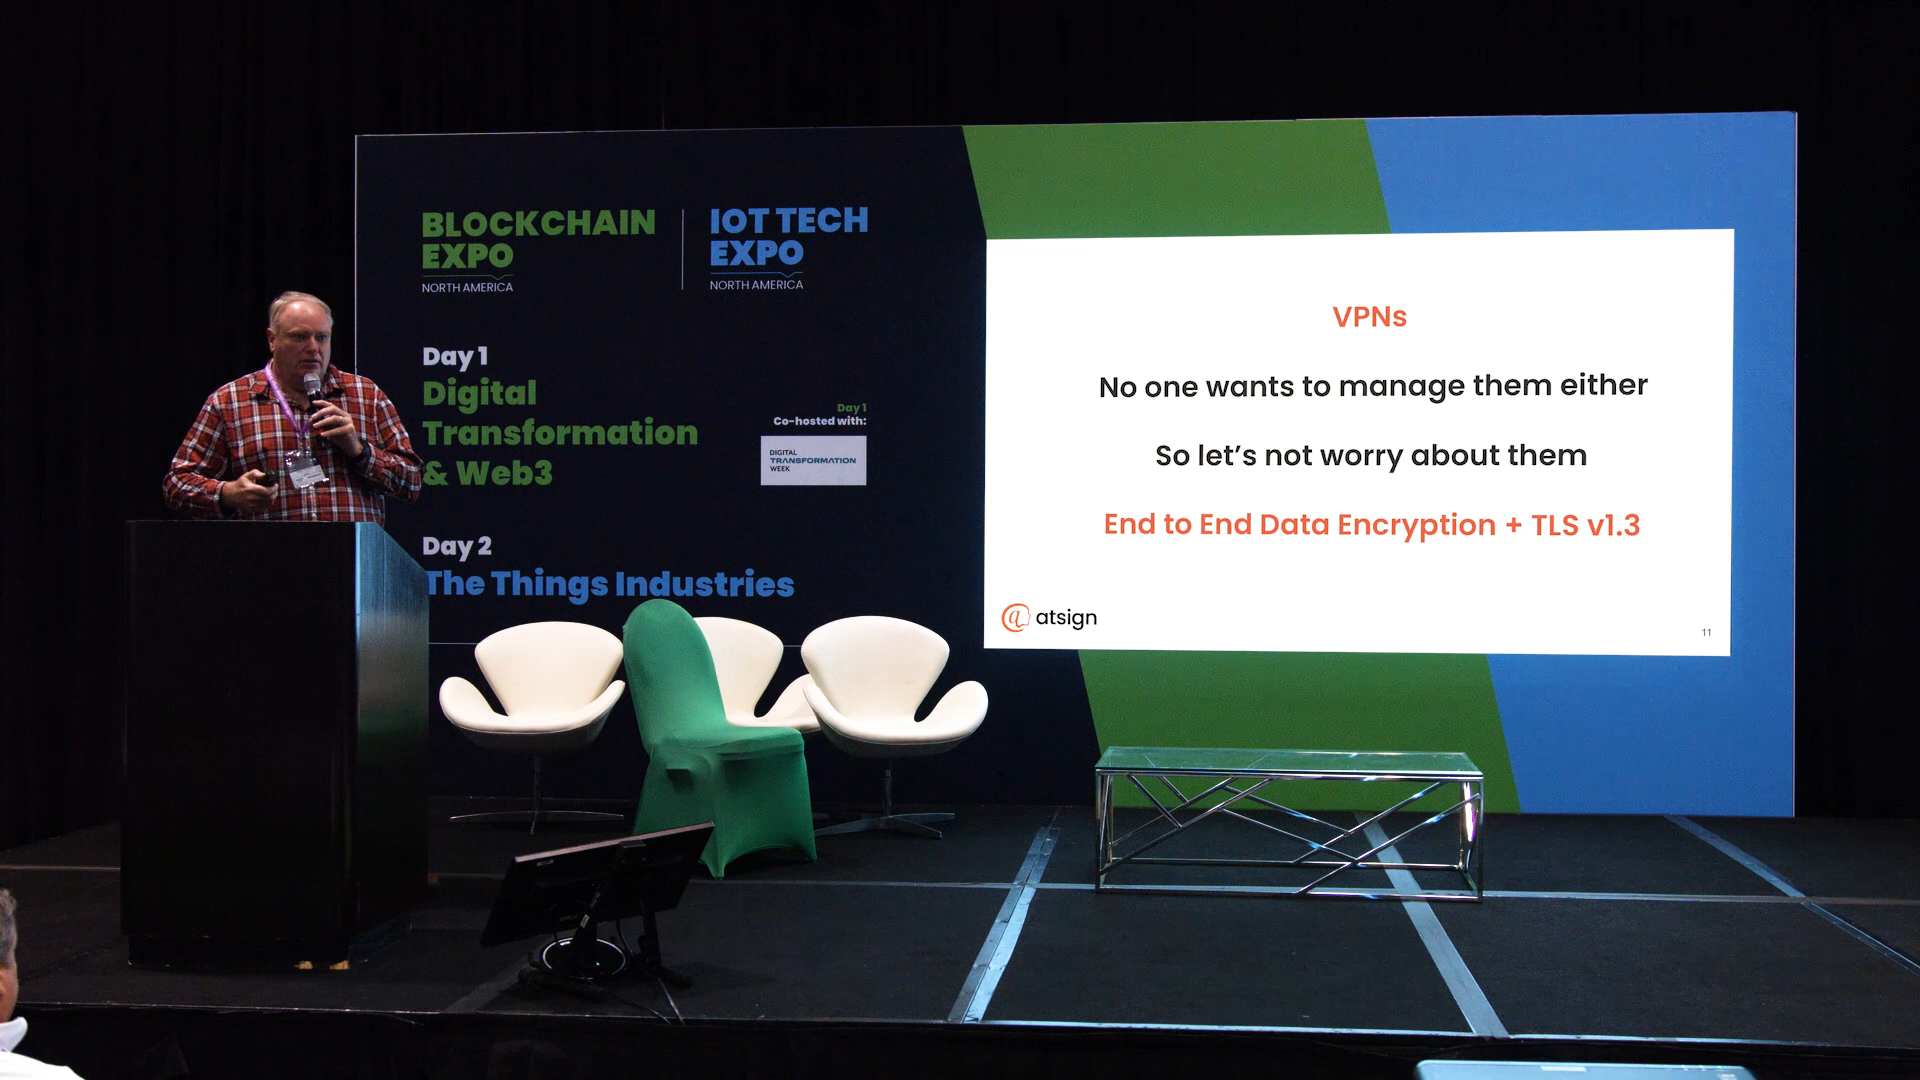 BLOCKCHAIN
EXPO
NORTH AMERICA
IOT TECH
EXPO
NORTH AMERICA
Day 1
Digital
Transformation
& Web3
Day 1
Co-hosted with:
DIGITAL
TRANSFORMATION
WEEK
Day 2
The Things Industries
VPNs
No one wants to manage them either
So let’s not worry about them
End to End Data Encryption + TLS v1.3
@ atsign
11